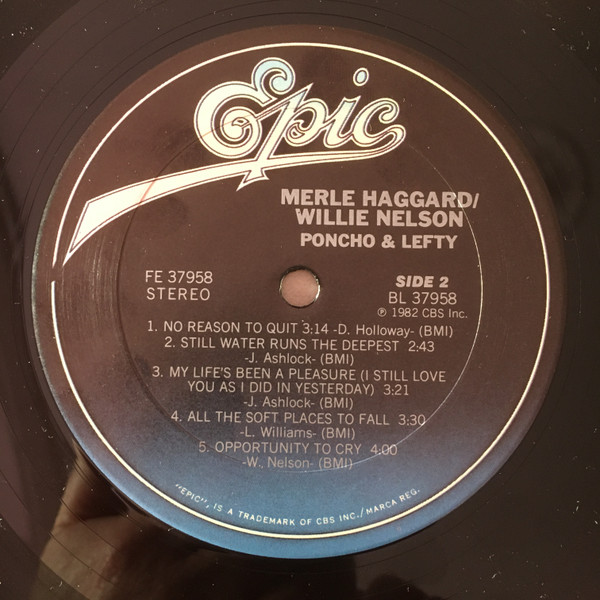 Epic
MERLE HAGGARD/
WILLIE NELSON
PONCHO & LEFTY
FE 37958
STEREO
SIDE 2
BL 37958
℗ 1982 CBS Inc.
1. NO REASON TO QUIT 3:14 -D. Holloway- (BMI)
2. STILL WATER RUNS THE DEEPEST 2:43
-J. Ashlock- (BMI)
3. MY LIFE'S BEEN A PLEASURE (I STILL LOVE
YOU AS I DID IN YESTERDAY) 3:21
-J. Ashlock- (BMI)
4. ALL THE SOFT PLACES TO FALL 3:30
-L. Williams- (BMI)
5. OPPORTUNITY TO CRY 4:00
-W. Nelson- (BMI)
"EPIC", IS A TRADEMARK OF CBS INC./MARCA REG.